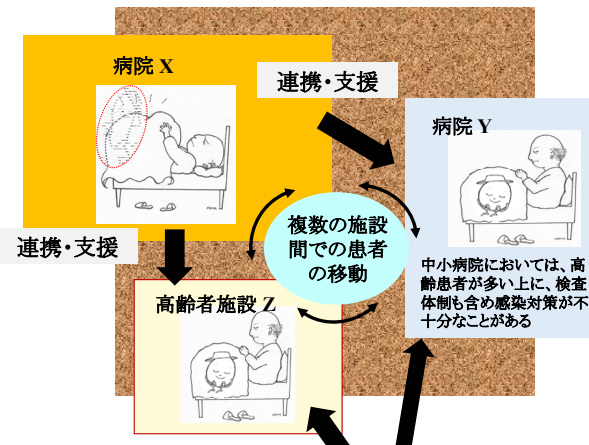 病院 X
連携・支援
病院 Y
連携・支援
複数の施設
間での患者
の移動
中小病院においては、高
齢患者が多い上に、検査
体制も含め感染対策が不
十分なことがある
高齢者施設 Z